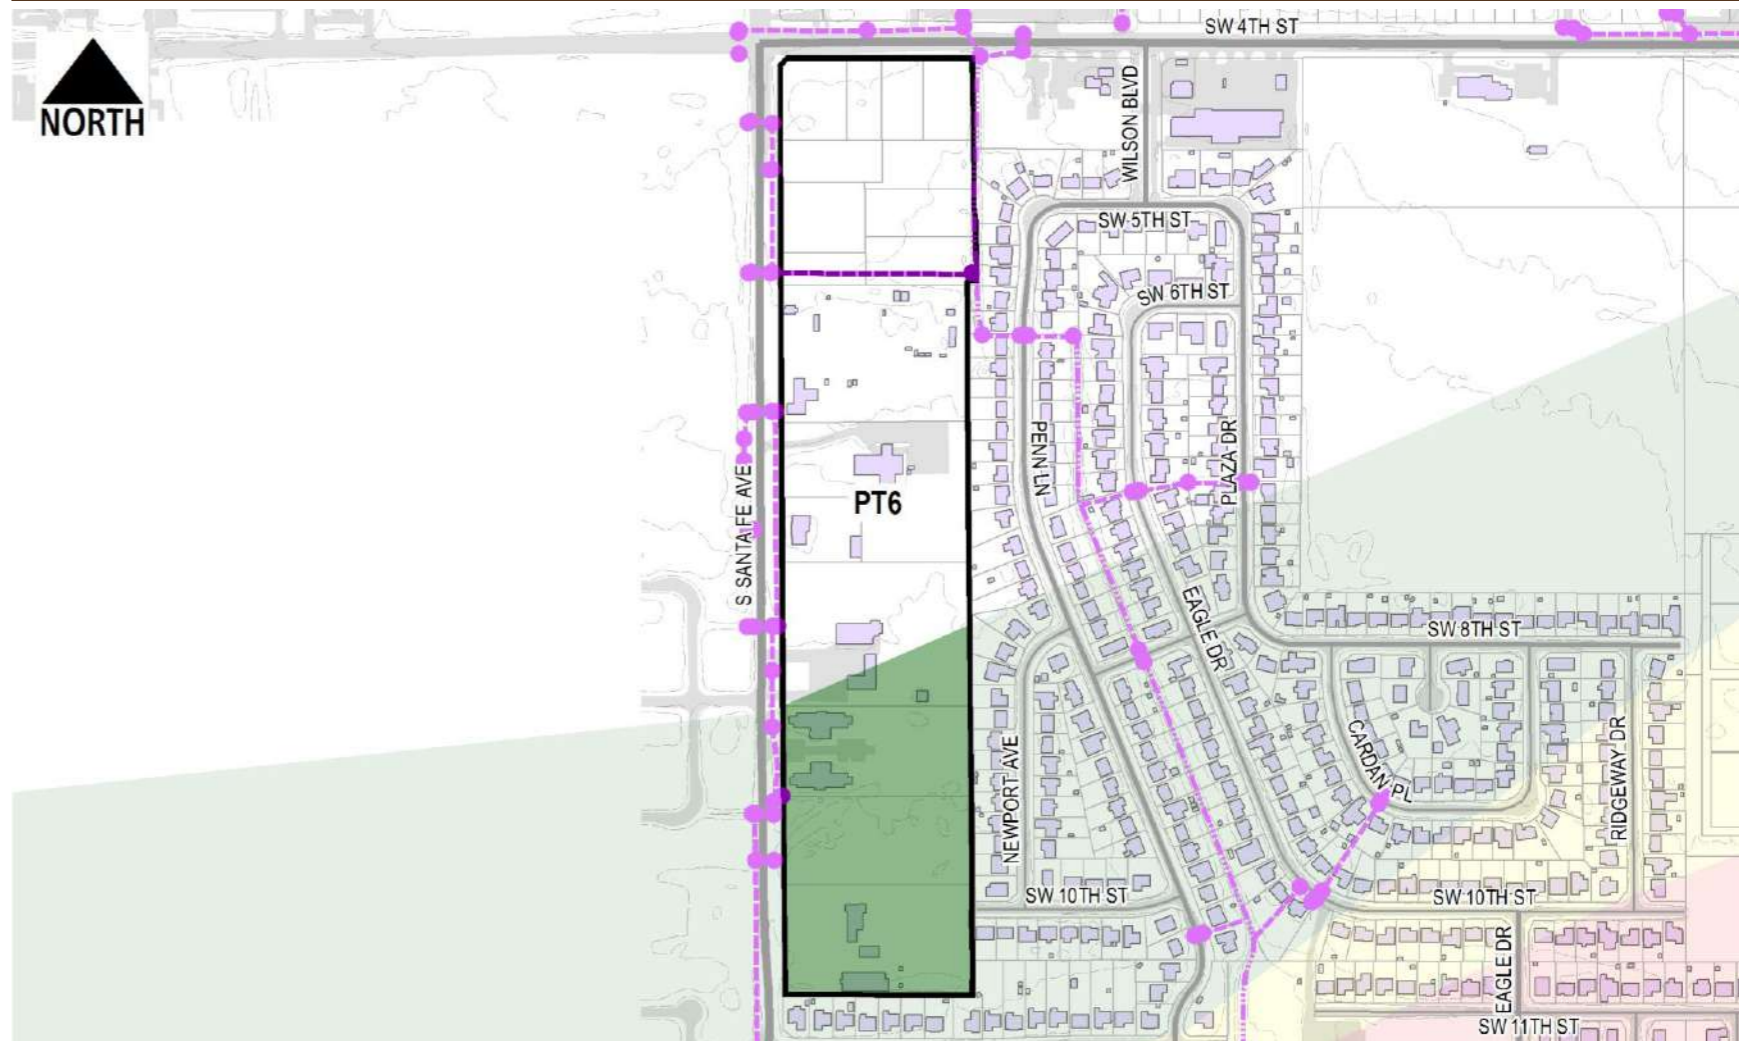 SW 4TH ST
NORTH
WILSON BLVD
SW 5TH ST
SW 6TH ST
PENN LN
PLAZA DR
S SANTA FE AVE
PT6
EAGLE DR
SW 8TH ST
CARDAN PL
RIDGEWAY DR
NEWPORT AVE
SW 10TH ST
SW 10TH ST
EAGLE DR
SW 11TH ST